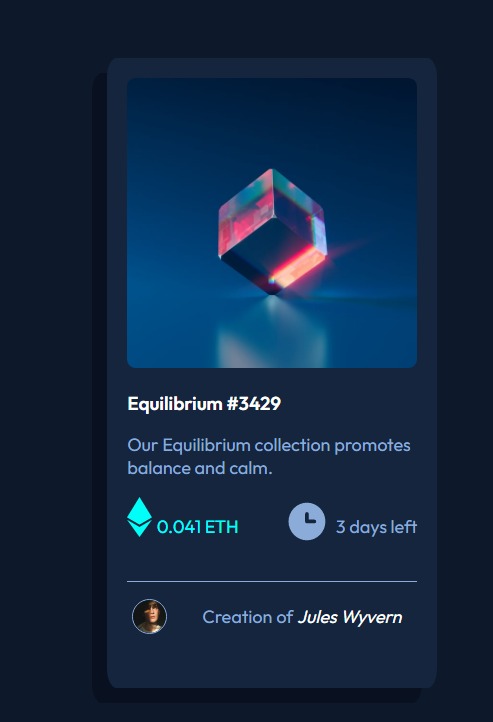 Equilibrium #3429
Our Equilibrium collection promotes
balance and calm.
0.041 ETH 3 days left
Creation of Jules Wyvern